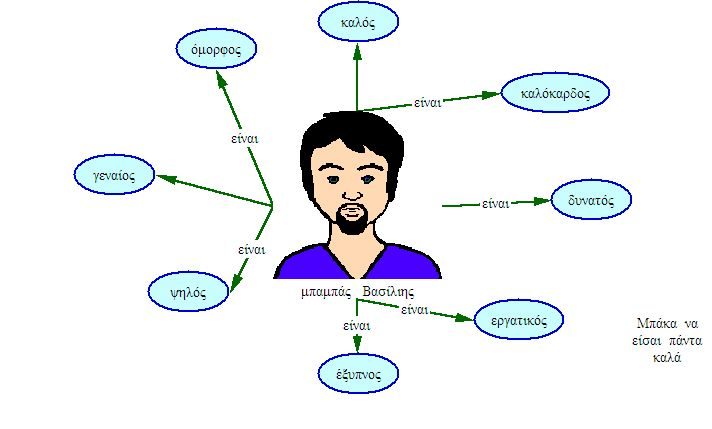 καλός
όμορφος
καλόκαρδος
είναι
είναι
γεναίος
είναι
δυνατός
είναι
ψηλός
μπαμπάς Βασίλιης
είναι
εργατικός
είναι
έξυπνος
Μπάκα να
είσαι πάντα
καλά